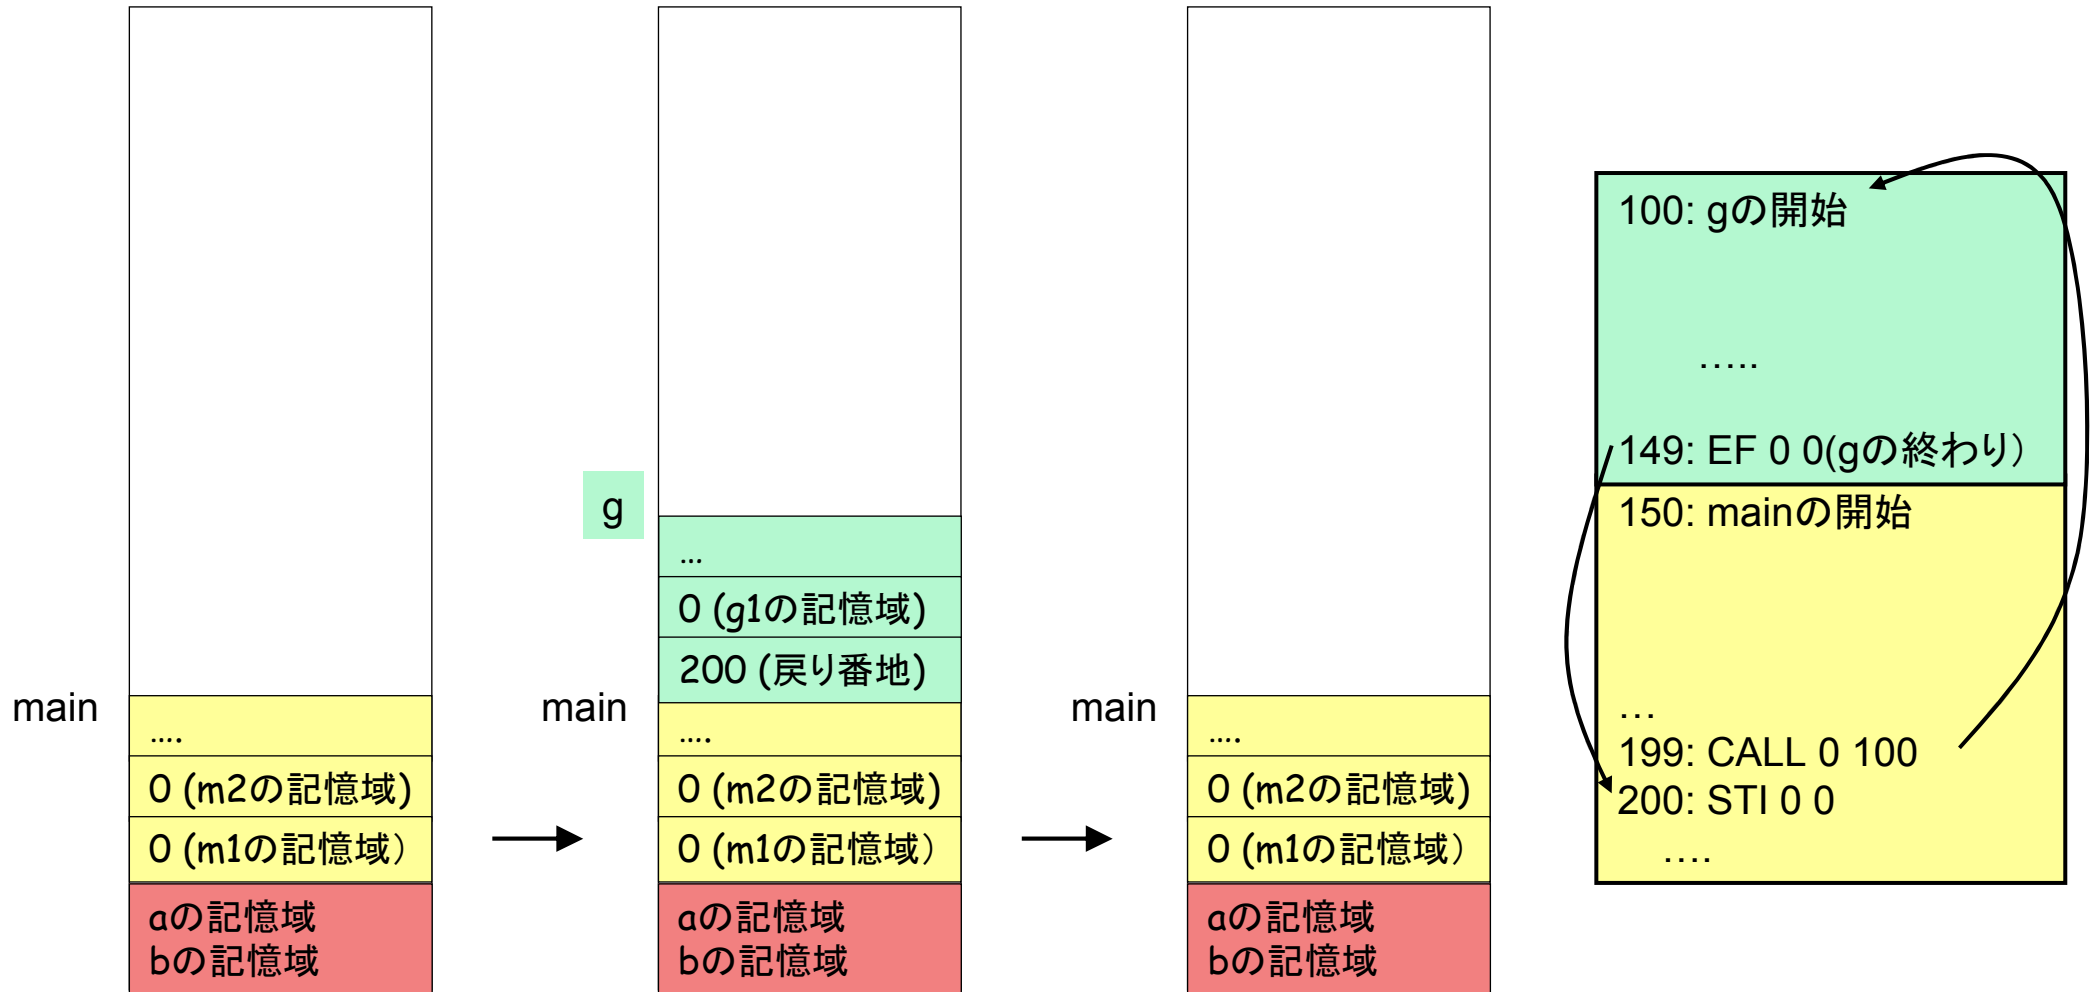 main
….
0 (m2の記憶域)
0 (m1の記憶域）
aの記憶域
bの記憶域
g
…
0 (g1の記憶域)
200 (戻り番地)
main
….
0 (m2の記憶域)
0 (m1の記憶域）
aの記憶域
bの記憶域
main
….
0 (m2の記憶域)
0 (m1の記憶域）
aの記憶域
bの記憶域
100: gの開始
…..
149: EF 0 0(gの終わり）
150: mainの開始
…
199: CALL 0 100
200: STI 0 0
….